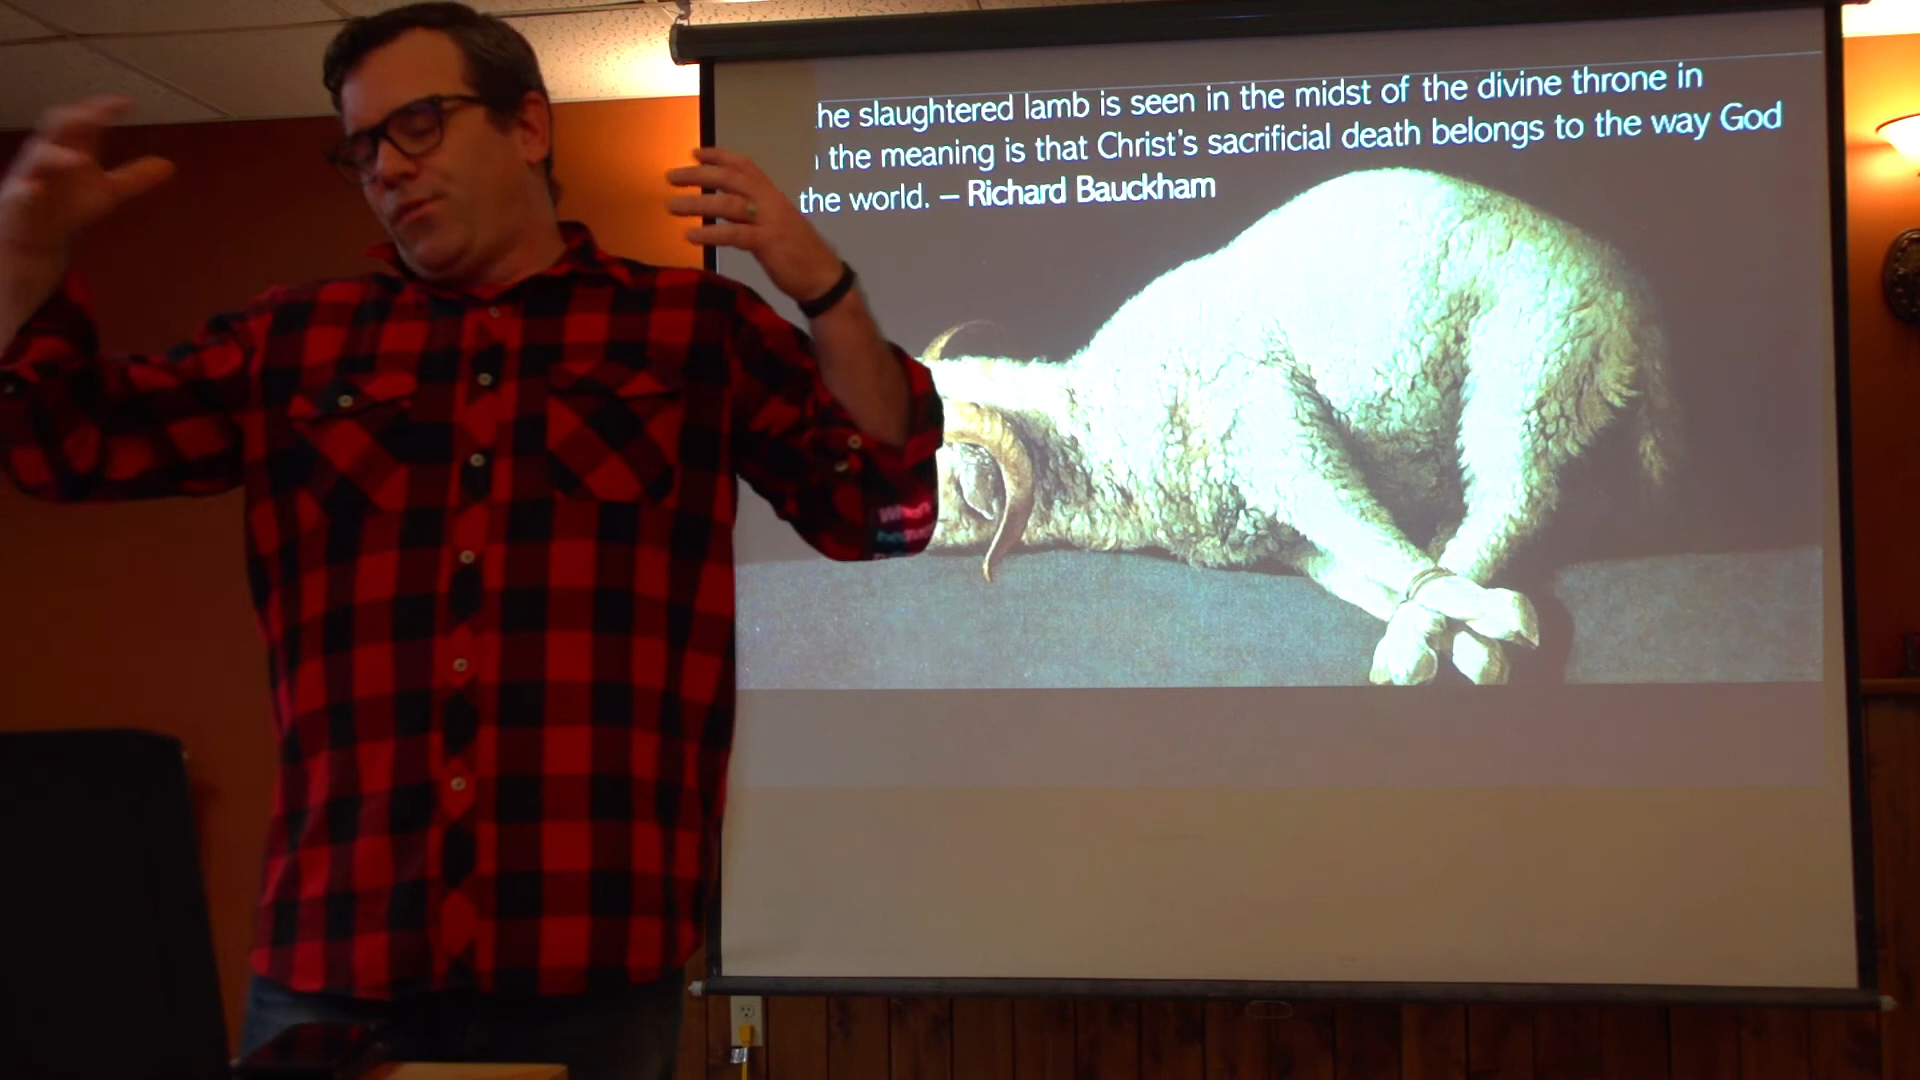 he slaughtered lamb is seen in the midst of the divine throne in
the meaning is that Christ's sacrificial death belongs to the way God
the world. – Richard Bauckham
When